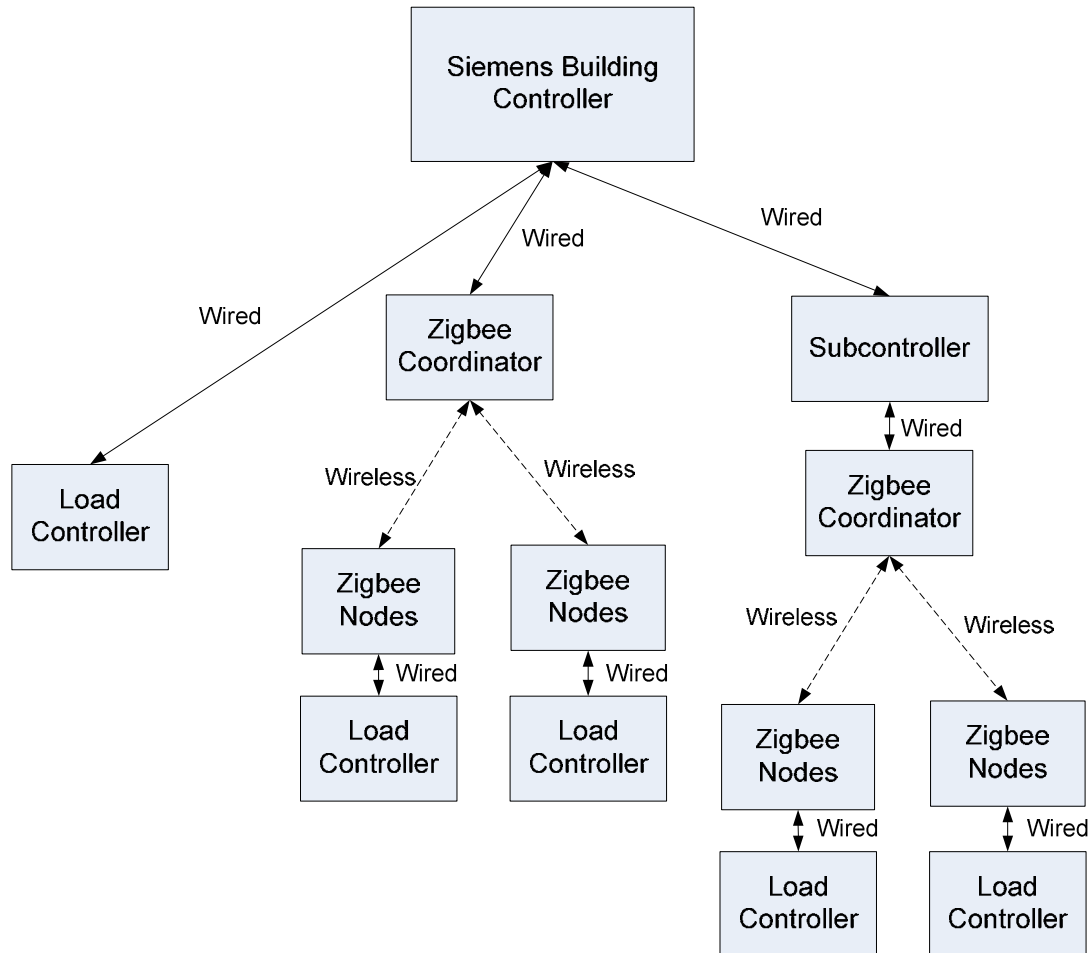 Siemens Building
Controller
Wired
Wired
Wired
Zigbee
Coordinator
Subcontroller
Wired
Load
Controller
Wireless
Wireless
Zigbee
Coordinator
Zigbee
Nodes
Zigbee
Nodes
Wireless
Wireless
Wired
Wired
Load
Controller
Load
Controller
Zigbee
Nodes
Zigbee
Nodes
Wired
Wired
Load
Controller
Load
Controller